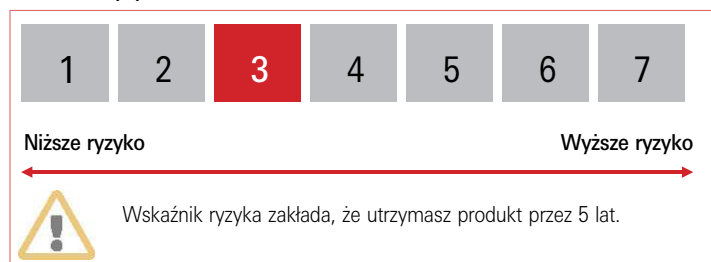 1 2 3 4 5 6 7
Niższe ryzyko Wyższe ryzyko
Wskaźnik ryzyka zakłada, że utrzymasz produkt przez 5 lat.